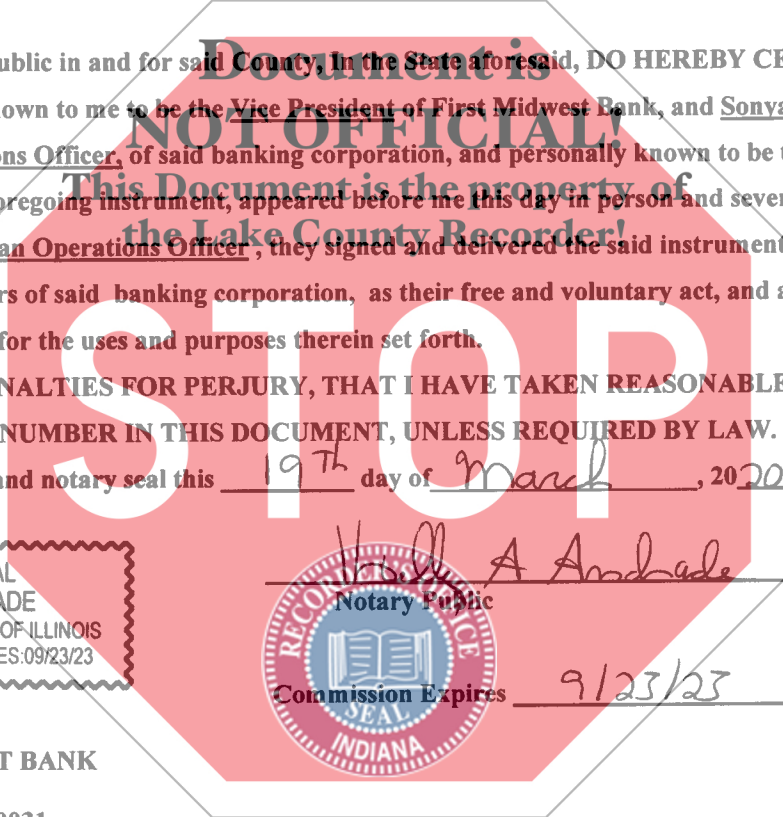 Document is
NOT OFFICIAL!
This Document is the property of
the Lake County Recorder!
STOP
ublic in and for said County, In the State aforesaid, DO HEREBY CE
own to me to be the Vice President of First Midwest Bank, and Sonya
ons Officer, of said banking corporation, and personally known to be t
oregoing instrument, appeared before me this day in person and sever
an Operations Officer , they signed and delivered the said instrument
rs of said banking corporation, as their free and voluntary act, and a
for the uses and purposes therein set forth.
NALTIES FOR PERJURY, THAT I HAVE TAKEN REASONABLE
NUMBER IN THIS DOCUMENT, UNLESS REQUIRED BY LAW.
and notary seal this 19th day of March , 2020
A Andrade
Notary Public
AL
ADE
OF ILLINOIS
ES:09/23/23
RECORDER'S OFFICE
SEAL
INDIANA
Commission Expires 9/23/23
T BANK